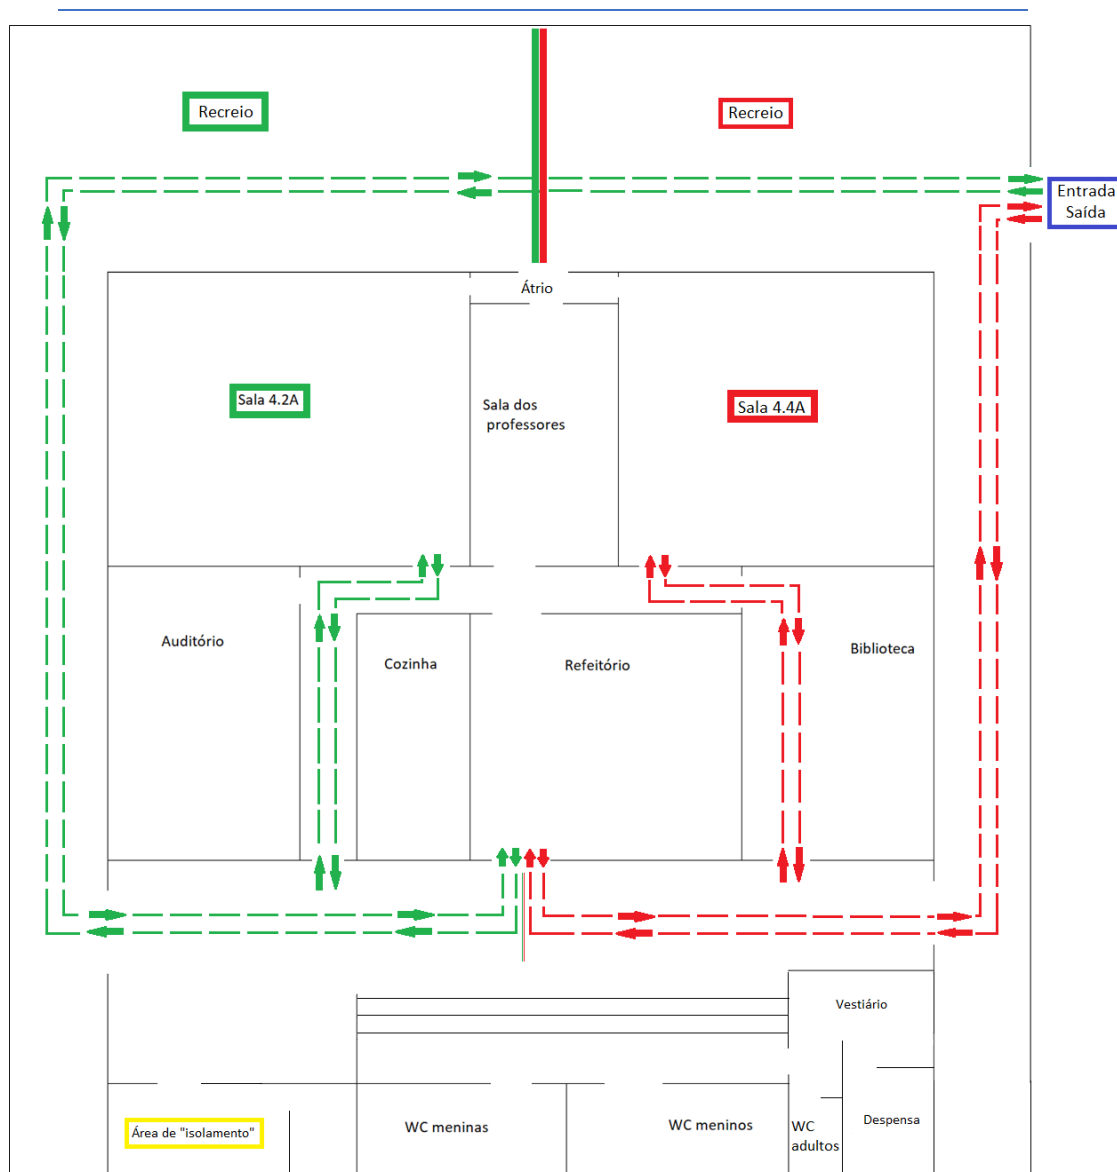 Recreio
Recreio
Entrada
Saída
Átrio
Sala 4.2A
Sala dos
professores
Sala 4.4A
Auditório
Cozinha
Refeitório
Biblioteca
Vestiário
Área de "isolamento"
WC meninas
WC meninos
WC
adultos
Despensa